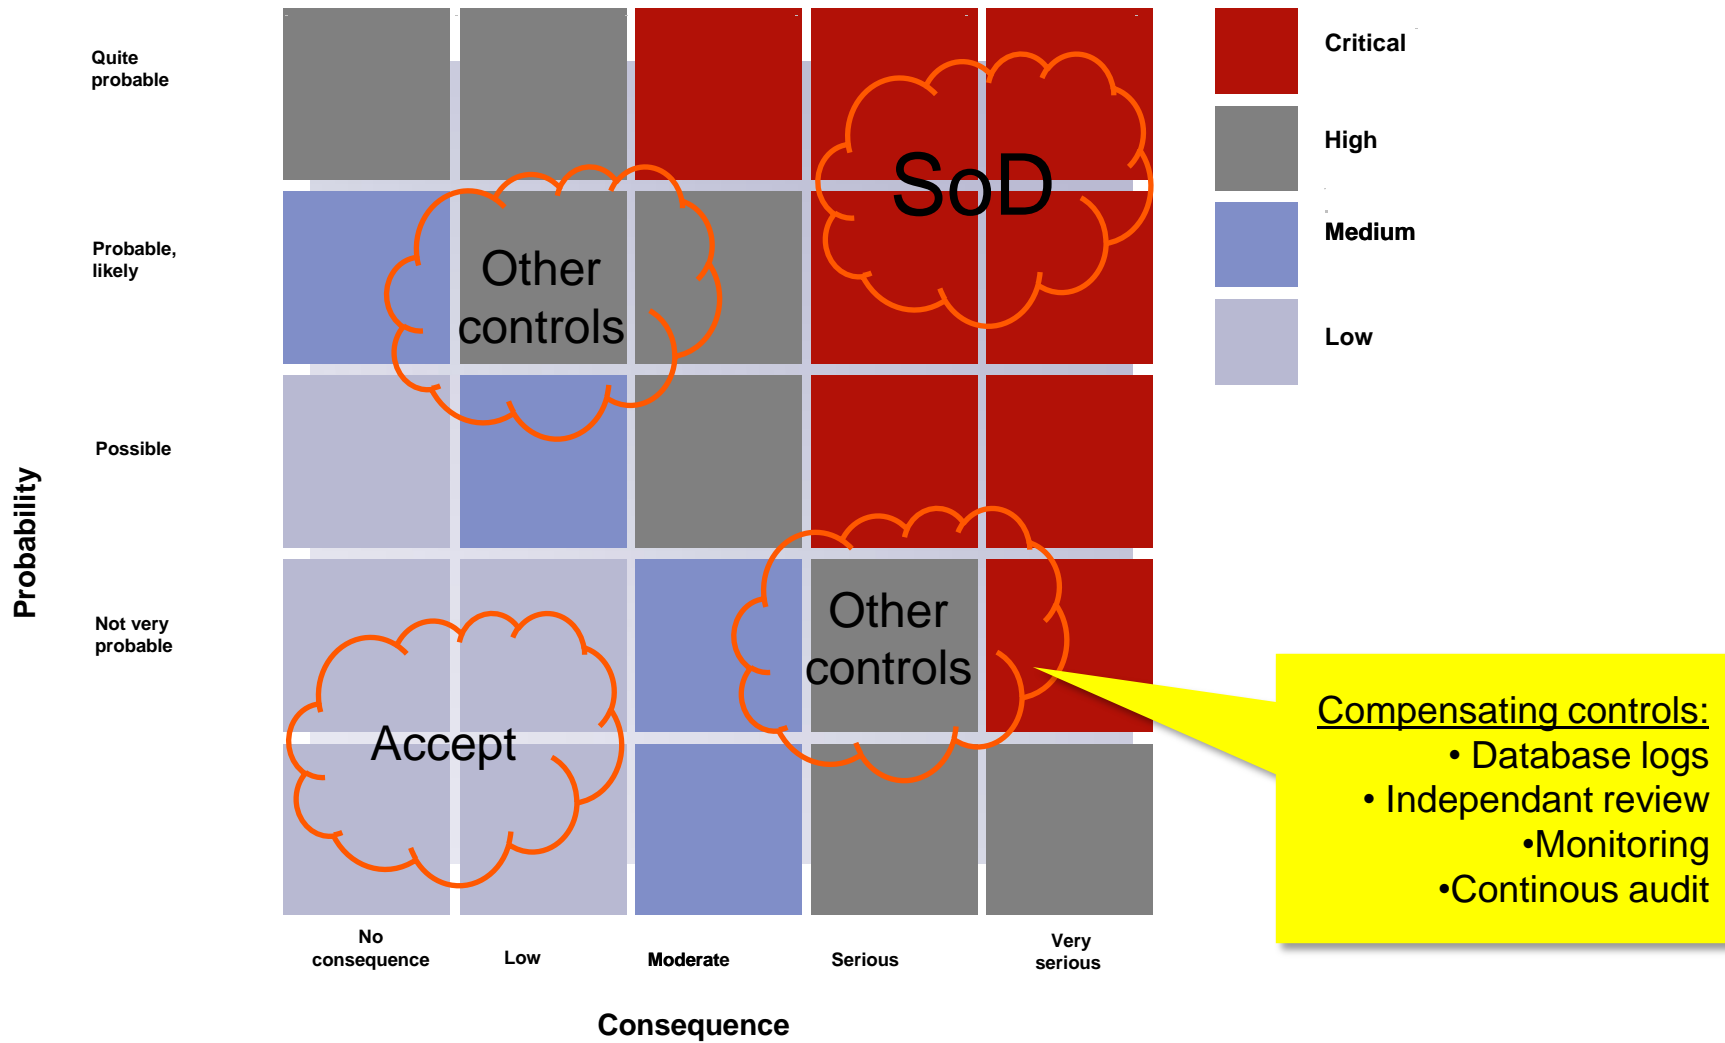 Quite
probable
Probable,
likely
Possible
Not very
probable
Probability
SoD
Other
controls
Other
controls
Accept
No
consequence
Low
Moderate
Serious
Very
serious
Consequence
Critical
High
Medium
Low
Compensating controls:
• Database logs
• Independant review
•Monitoring
•Continous audit